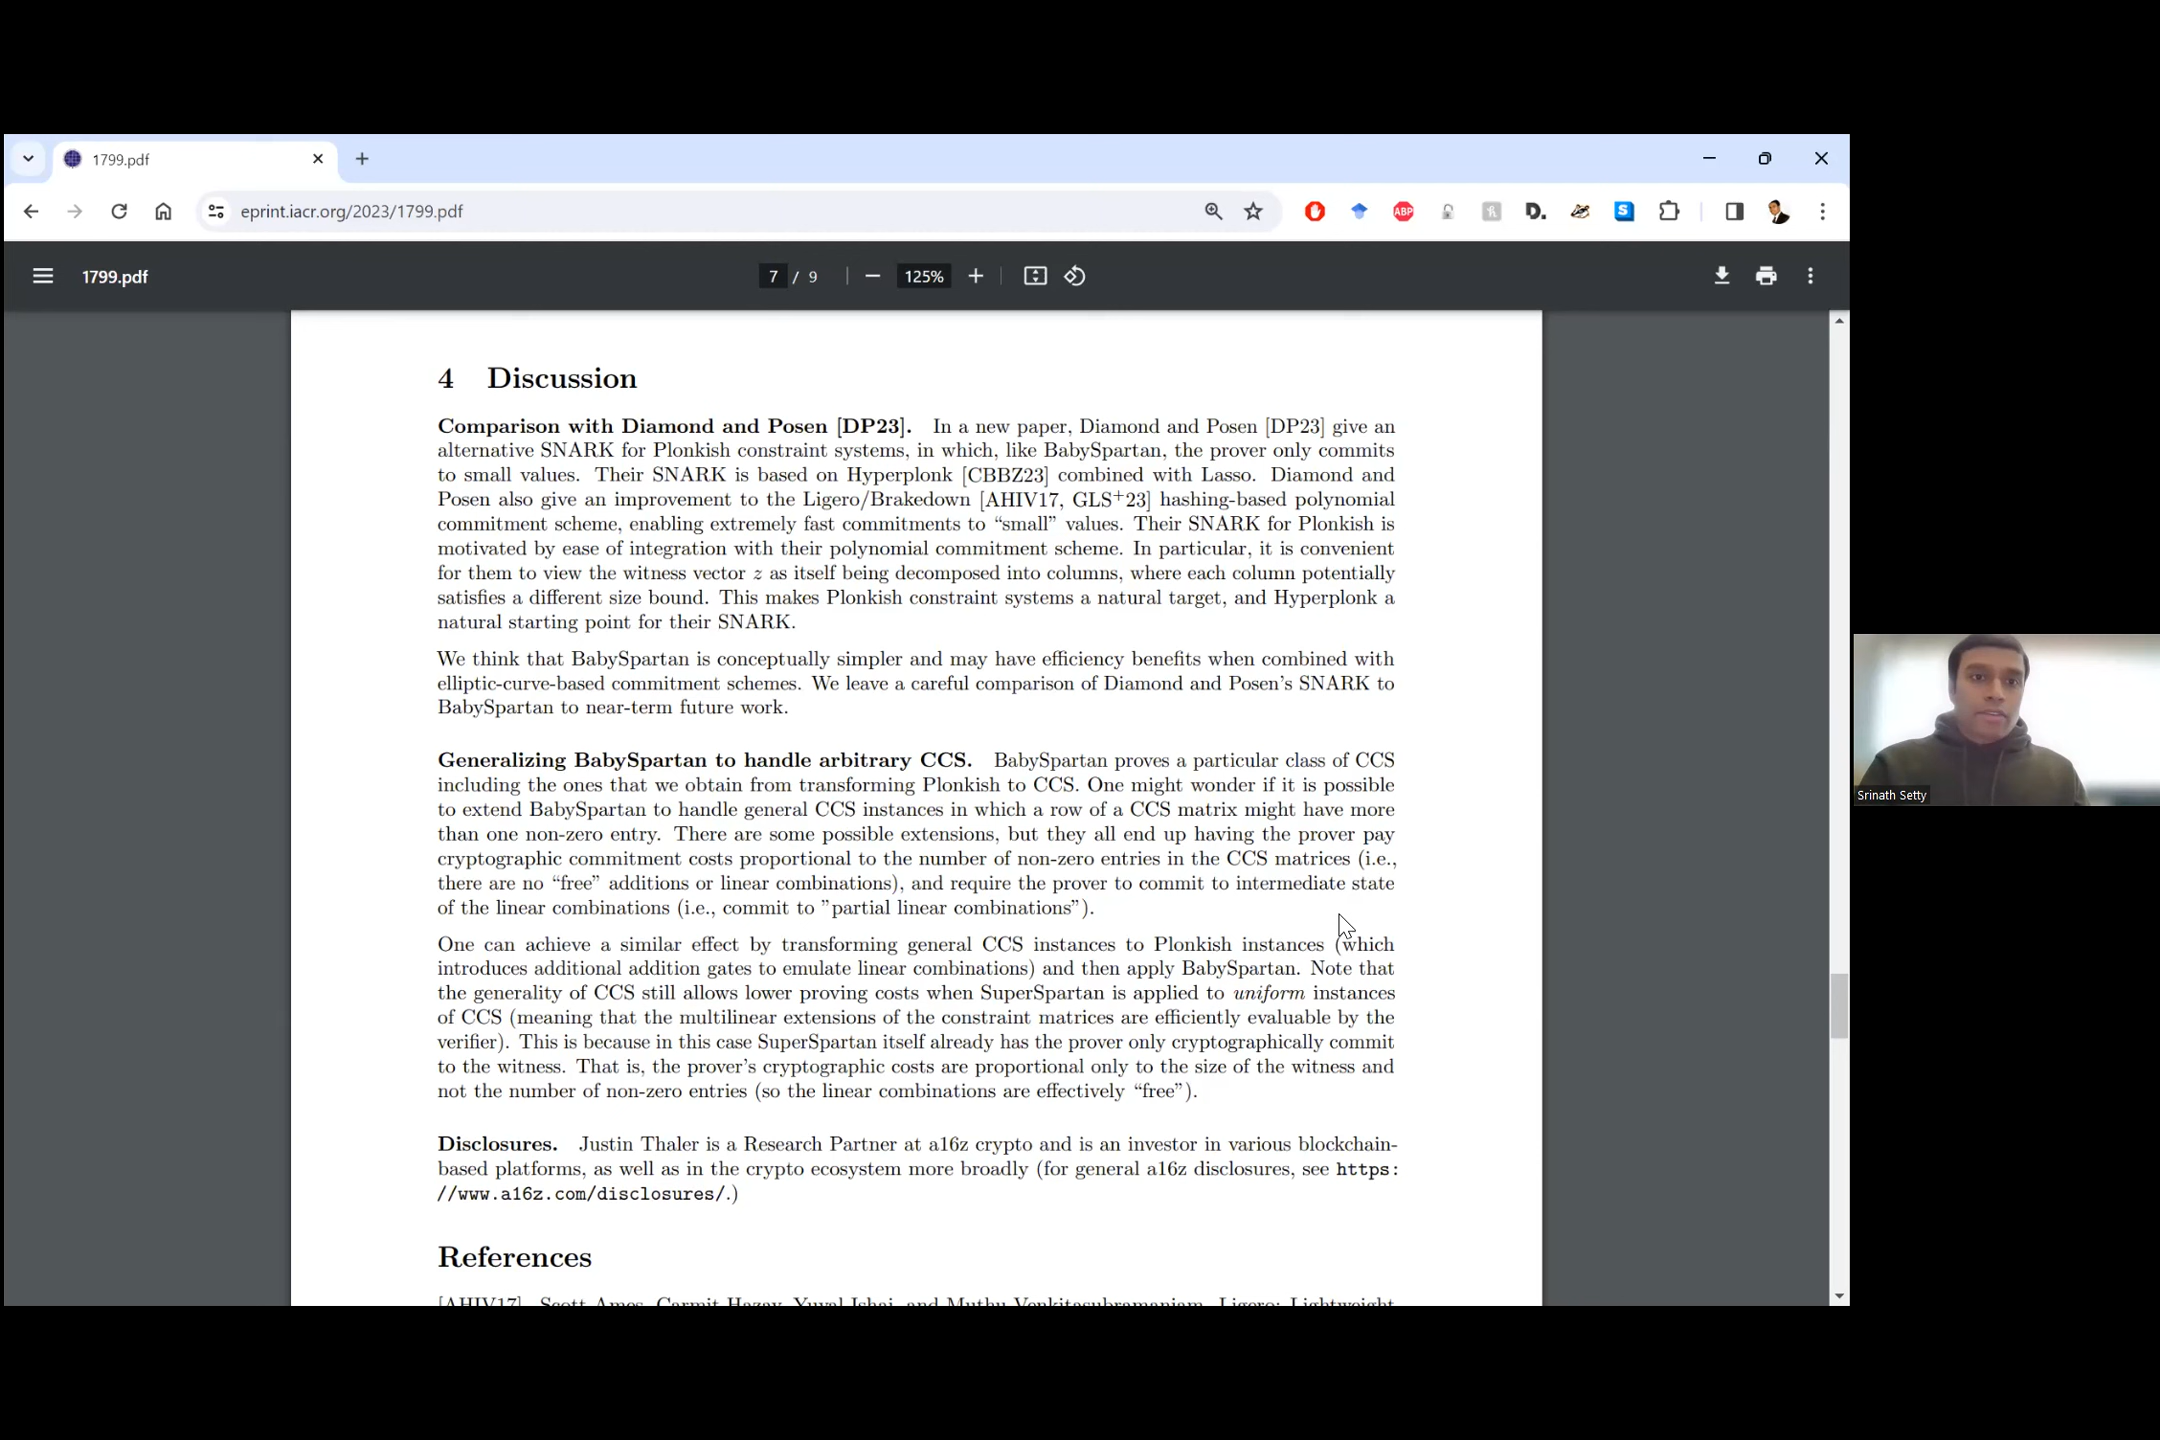 1799.pdf
eprint.iacr.org/2023/1799.pdf
ABP
D.
S
1799.pdf
7 / 9
125%
4 Discussion
Comparison with Diamond and Posen [DP23]. In a new paper, Diamond and Posen [DP23] give an
alternative SNARK for Plonkish constraint systems, in which, like BabySpartan, the prover only commits
to small values. Their SNARK is based on Hyperplonk [CBBZ23] combined with Lasso. Diamond and
Posen also give an improvement to the Ligero/Brakedown [AHIV17, GLS+23] hashing-based polynomial
commitment scheme, enabling extremely fast commitments to “small” values. Their SNARK for Plonkish is
motivated by ease of integration with their polynomial commitment scheme. In particular, it is convenient
for them to view the witness vector z as itself being decomposed into columns, where each column potentially
satisfies a different size bound. This makes Plonkish constraint systems a natural target, and Hyperplonk a
natural starting point for their SNARK.
We think that BabySpartan is conceptually simpler and may have efficiency benefits when combined with
elliptic-curve-based commitment schemes. We leave a careful comparison of Diamond and Posen's SNARK to
BabySpartan to near-term future work.
Generalizing BabySpartan to handle arbitrary CCS. BabySpartan proves a particular class of CCS
including the ones that we obtain from transforming Plonkish to CCS. One might wonder if it is possible
to extend BabySpartan to handle general CCS instances in which a row of a CCS matrix might have more
than one non-zero entry. There are some possible extensions, but they all end up having the prover pay
cryptographic commitment costs proportional to the number of non-zero entries in the CCS matrices (i.e.,
there are no “free” additions or linear combinations), and require the prover to commit to intermediate state
of the linear combinations (i.e., commit to ”partial linear combinations”).
One can achieve a similar effect by transforming general CCS instances to Plonkish instances (which
introduces additional addition gates to emulate linear combinations) and then apply BabySpartan. Note that
the generality of CCS still allows lower proving costs when SuperSpartan is applied to uniform instances
of CCS (meaning that the multilinear extensions of the constraint matrices are efficiently evaluable by the
verifier). This is because in this case SuperSpartan itself already has the prover only cryptographically commit
to the witness. That is, the prover's cryptographic costs are proportional only to the size of the witness and
not the number of non-zero entries (so the linear combinations are effectively “free”).
Disclosures. Justin Thaler is a Research Partner at a16z crypto and is an investor in various blockchain-
based platforms, as well as in the crypto ecosystem more broadly (for general a16z disclosures, see https:
//www.a16z.com/disclosures/.)
References
[AHIV17] Scott Ames, Carmit Hazay, Yuval Ishai, and Muthu Venkitasubramaniam. Ligero: Lightweight
Srinath Setty